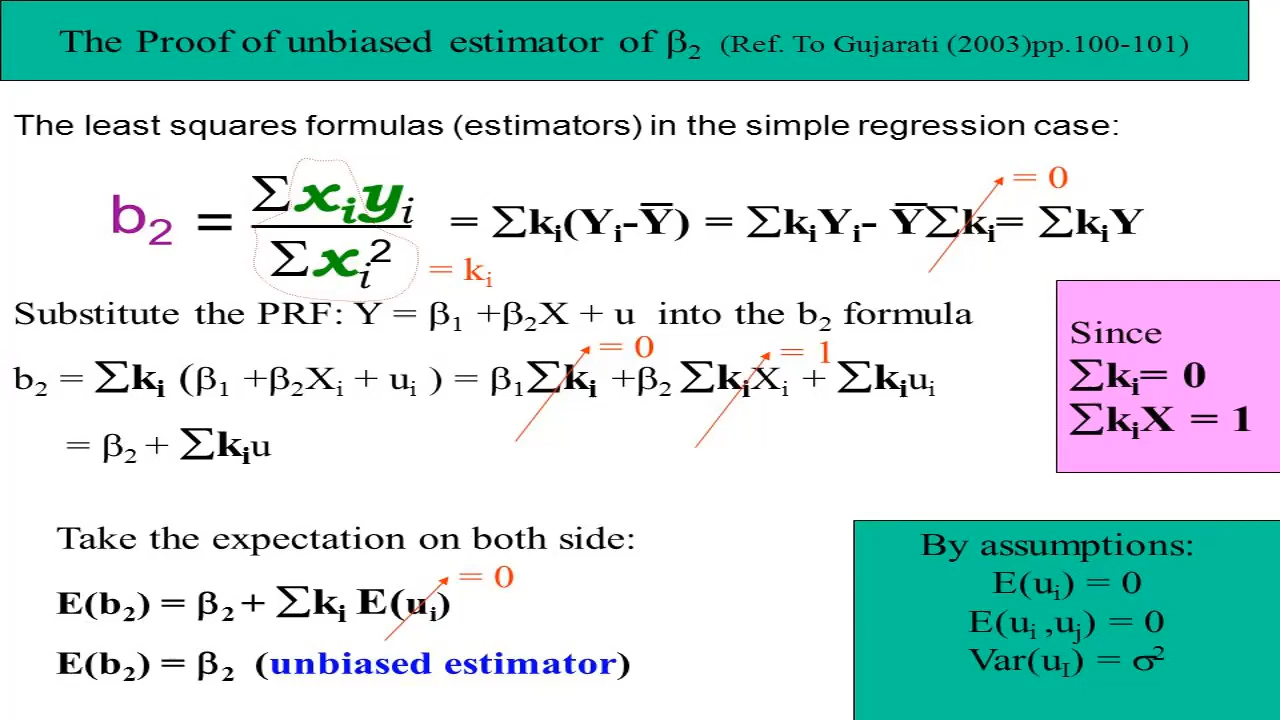 The Proof of unbiased estimator of β₂ (Ref. To Gujarati (2003)pp.100-101)
The least squares formulas (estimators) in the simple regression case:
b₂ = Σxᵢyᵢ / Σxᵢ² = Σkᵢ(Yᵢ-Y̅) = ΣkᵢYᵢ- Y̅Σkᵢ= ΣkᵢY
= 0
= kᵢ
Substitute the PRF: Y = β₁ +β₂X + u into the b₂ formula
= 0
= 1
b₂ = Σkᵢ (β₁ +β₂Xᵢ + uᵢ ) = β₁Σkᵢ +β₂ ΣkᵢXᵢ + Σkᵢuᵢ
= β₂ + Σkᵢu
Since
Σkᵢ= 0
ΣkᵢX = 1
Take the expectation on both side:
= 0
E(b₂) = β₂ + Σkᵢ E(uᵢ)
E(b₂) = β₂ (unbiased estimator)
By assumptions:
E(uᵢ) = 0
E(uᵢ ,uⱼ) = 0
Var(u_I) = σ²